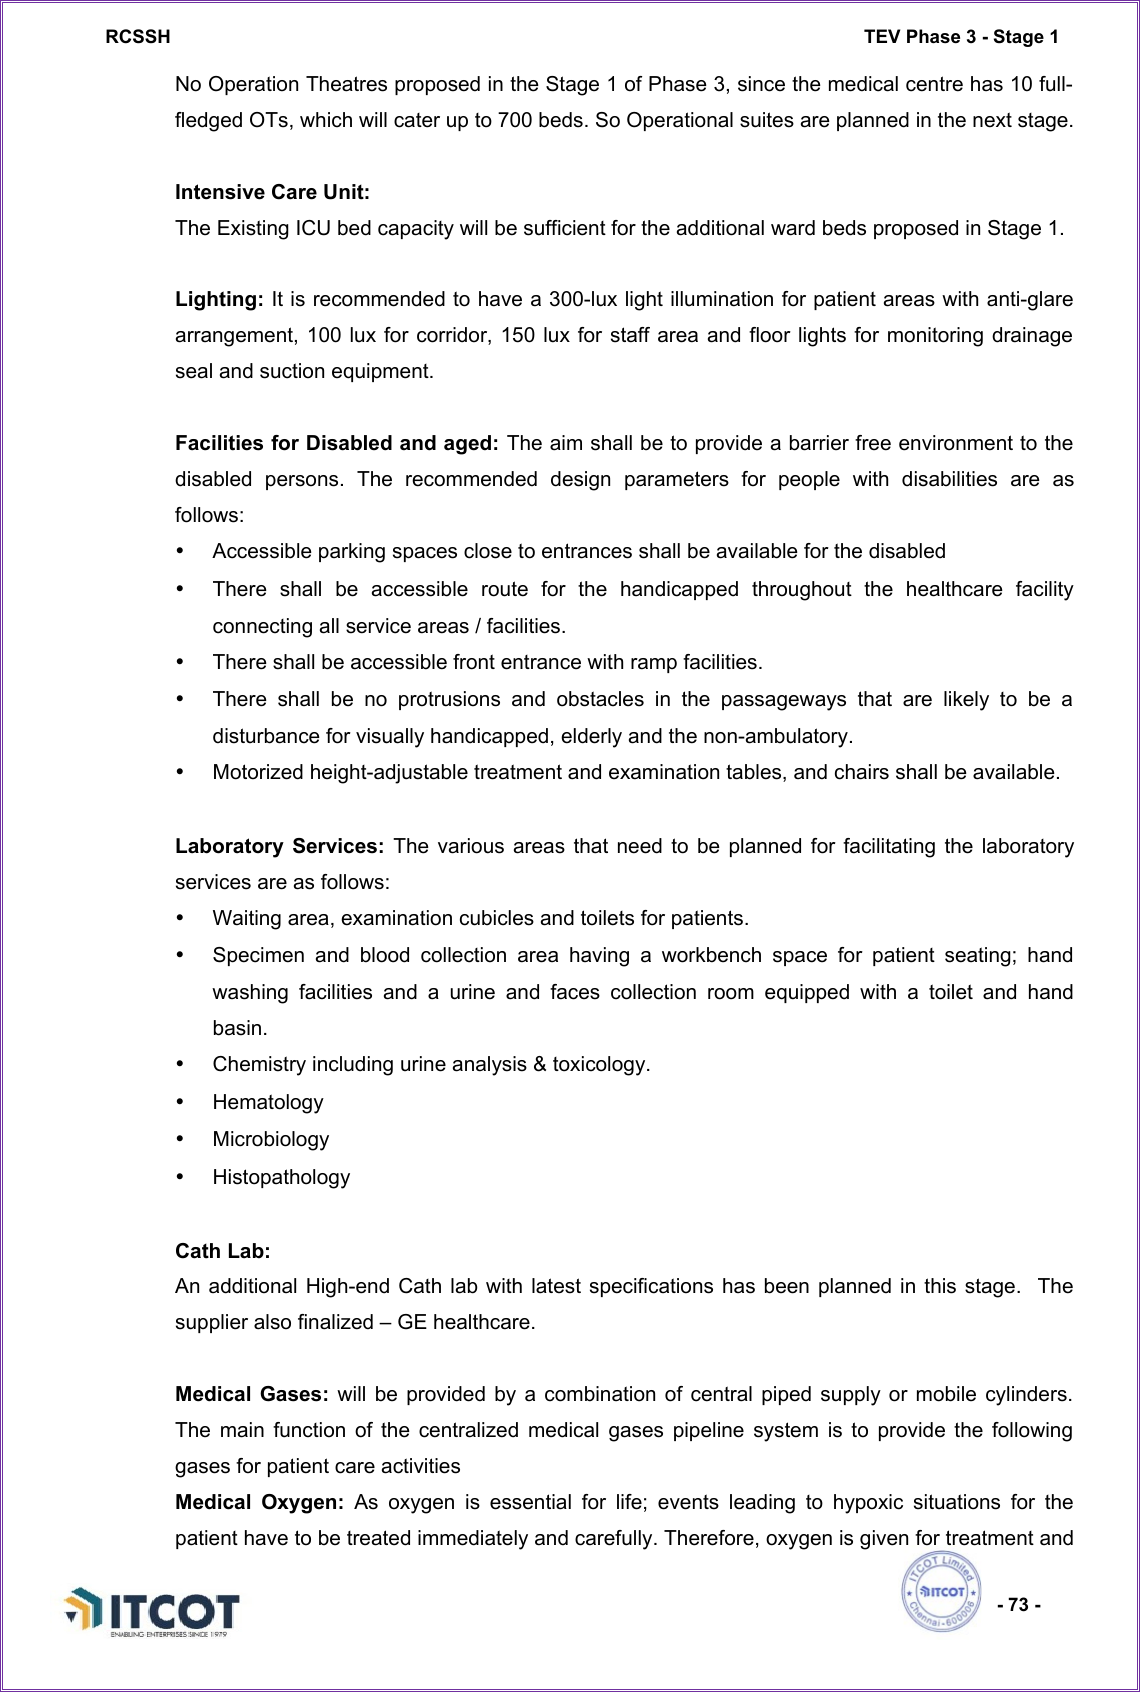 RCSSH TEV Phase 3 - Stage 1
No Operation Theatres proposed in the Stage 1 of Phase 3, since the medical centre has 10 full-
fledged OTs, which will cater up to 700 beds. So Operational suites are planned in the next stage.
Intensive Care Unit:
The Existing ICU bed capacity will be sufficient for the additional ward beds proposed in Stage 1.
Lighting: It is recommended to have a 300-lux light illumination for patient areas with anti-glare
arrangement, 100 lux for corridor, 150 lux for staff area and floor lights for monitoring drainage
seal and suction equipment.
Facilities for Disabled and aged: The aim shall be to provide a barrier free environment to the
disabled persons. The recommended design parameters for people with disabilities are as
follows:
• Accessible parking spaces close to entrances shall be available for the disabled
• There shall be accessible route for the handicapped throughout the healthcare facility
connecting all service areas / facilities.
• There shall be accessible front entrance with ramp facilities.
• There shall be no protrusions and obstacles in the passageways that are likely to be a
disturbance for visually handicapped, elderly and the non-ambulatory.
• Motorized height-adjustable treatment and examination tables, and chairs shall be available.
Laboratory Services: The various areas that need to be planned for facilitating the laboratory
services are as follows:
• Waiting area, examination cubicles and toilets for patients.
• Specimen and blood collection area having a workbench space for patient seating; hand
washing facilities and a urine and faces collection room equipped with a toilet and hand
basin.
• Chemistry including urine analysis & toxicology.
• Hematology
• Microbiology
• Histopathology
Cath Lab:
An additional High-end Cath lab with latest specifications has been planned in this stage. The
supplier also finalized – GE healthcare.
Medical Gases: will be provided by a combination of central piped supply or mobile cylinders.
The main function of the centralized medical gases pipeline system is to provide the following
gases for patient care activities
Medical Oxygen: As oxygen is essential for life; events leading to hypoxic situations for the
patient have to be treated immediately and carefully. Therefore, oxygen is given for treatment and
ITCOT
ENABLING ENTERPRISES SINCE 1979
ITCOT Limited
ITCOT
Chennai-600006
- 73 -